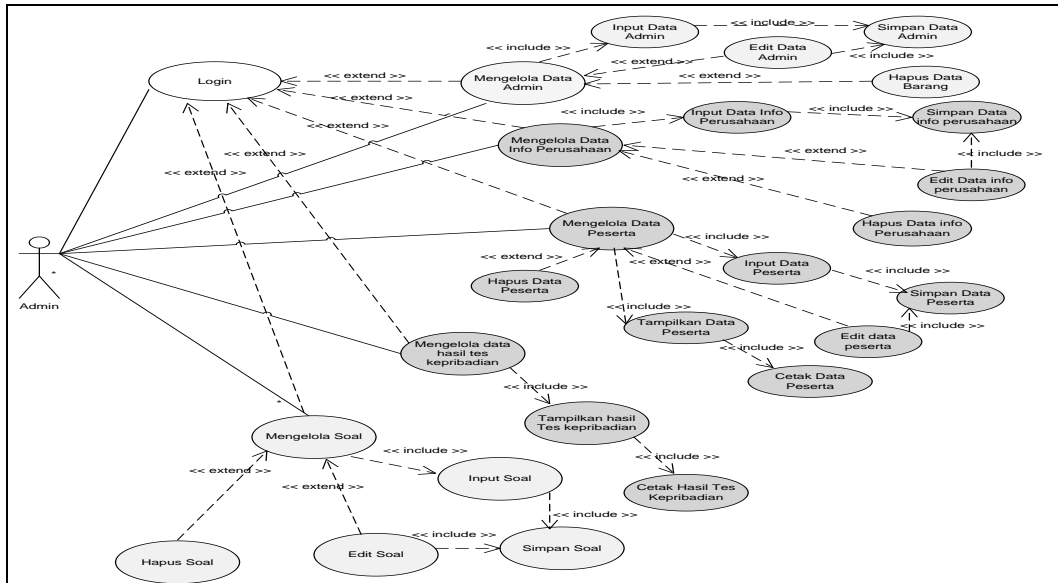 << include >>
Input Data
Admin
<< include >>
Simpan Data
Admin
Edit Data
Admin
<< include >>
<< extend >>
Login
<< extend >>
Mengelola Data
Admin
<< extend >>
Hapus Data
Barang
<< extend >>
<< include >>
Input Data Info
Perusahaan
<< include >>
Simpan Data
info perusahaan
<< extend >>
Mengelola Data
Info Perusahaan
<< extend >>
<< include >>
<< extend >>
<< extend >>
<< extend >>
Edit Data info
perusahaan
Hapus Data info
Perusahaan
Mengelola Data
Peserta
<< include >>
<< extend >>
<< extend >>
Input Data
Peserta
<< include >>
Hapus Data
Peserta
Simpan Data
Peserta
*
Admin
<< include >>
Tampilkan Data
Peserta
<< include >>
Edit data
peserta
<< include >>
Mengelola data
hasil tes
kepribadian
Cetak Data
Peserta
<< include >>
*
Mengelola Soal
Tampilkan hasil
Tes kepribadian
<< include >>
<< include >>
<< extend >>
<< extend >>
Input Soal
Cetak Hasil Tes
Kepribadian
<< include >>
<< include >>
Hapus Soal
Edit Soal
Simpan Soal